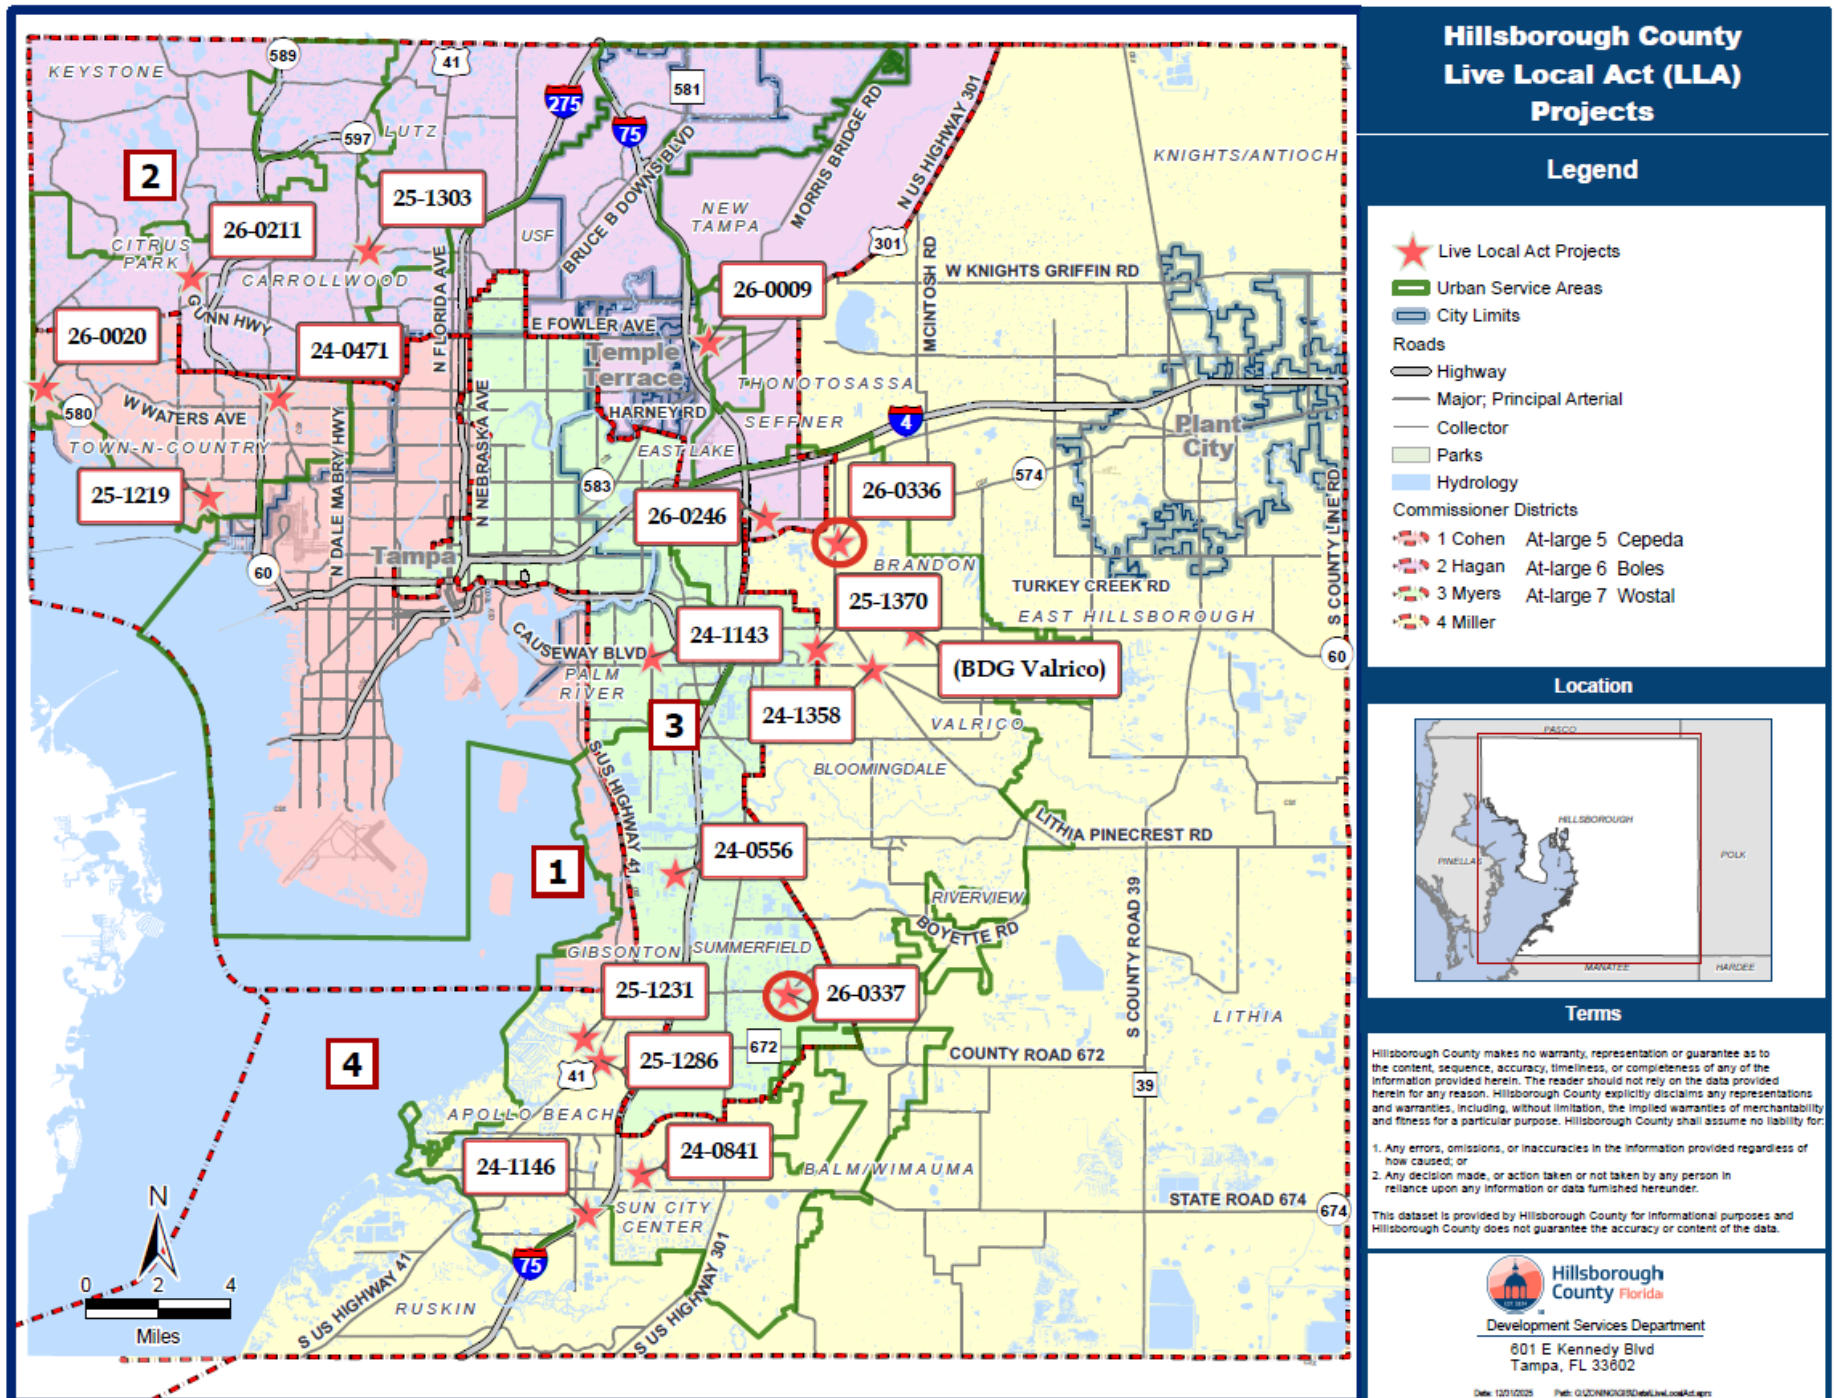 Hillsborough County
Live Local Act (LLA)
Projects
Legend
Live Local Act Projects
Urban Service Areas
City Limits
Roads
Highway
Major; Principal Arterial
Collector
Parks
Hydrology
Commissioner Districts
1 Cohen At-large 5 Cepeda
2 Hagan At-large 6 Boles
3 Myers At-large 7 Wostal
4 Miller
Location
PASCO
HILLSBOROUGH
PINELLAS
POLK
MANATEE
HARDEE
Terms
Hillsborough County makes no warranty, representation or guarantee as to
the content, sequence, accuracy, timeliness, or completeness of any of the
information provided herein. The reader should not rely on the data provided
herein for any reason. Hillsborough County explicitly disclaims any representations
and warranties, including, without limitation, the implied warranties of merchantability
and fitness for a particular purpose. Hillsborough County shall assume no liability for:
1. Any errors, omissions, or inaccuracies in the information provided regardless of
how caused; or
2. Any decision made, or action taken or not taken by any person in
reliance upon any information or data furnished hereunder.
This dataset is provided by Hillsborough County for informational purposes and
Hillsborough County does not guarantee the accuracy or content of the data.
Hillsborough
County Florida
Development Services Department
601 E Kennedy Blvd
Tampa, FL 33602
Date: 12/31/2025
KEYSTONE
589
41
275
581
75
597
LUTZ
2
25-1303
26-0211
CITRUS
PARK
CARROLLWOOD
GUNN HWY
N FLORIDA AVE
USF
BRUCE B DOWNS BLVD
NEW
TAMPA
MORRIS BRIDGE RD
N US HIGHWAY 301
301
KNIGHTS/ANTIOCH
W KNIGHTS GRIFFIN RD
MCINTOSH RD
26-0009
26-0020
24-0471
E FOWLER AVE
Temple
Terrace
THONOTOSASSA
HARNEY RD
SEFFNER
4
Plant
City
580
W WATERS AVE
TOWN-N-COUNTRY
N DALE MABRY HWY
N NEBRASKA AVE
EAST LAKE
583
574
S COUNTY LINE RD
25-1219
26-0246
26-0336
60
Tampa
BRANDON
TURKEY CREEK RD
EAST HILLSBOROUGH
25-1370
24-1143
CAUSEWAY BLVD
PALM
RIVER
(BDG Valrico)
60
3
24-1358
VALRICO
S US HIGHWAY 41
BLOOMINGDALE
LITHIA PINECREST RD
1
24-0556
RIVERVIEW
BOYETTE RD
S COUNTY ROAD 39
GIBSONTON
SUMMERFIELD
25-1231
26-0337
LITHIA
4
672
41
25-1286
COUNTY ROAD 672
39
APOLLO BEACH
24-0841
24-1146
BALM/WIMAUMA
STATE ROAD 674
674
SUN CITY
CENTER
75
S US HIGHWAY 41
S US HIGHWAY 301
RUSKIN
N
0 2 4
Miles